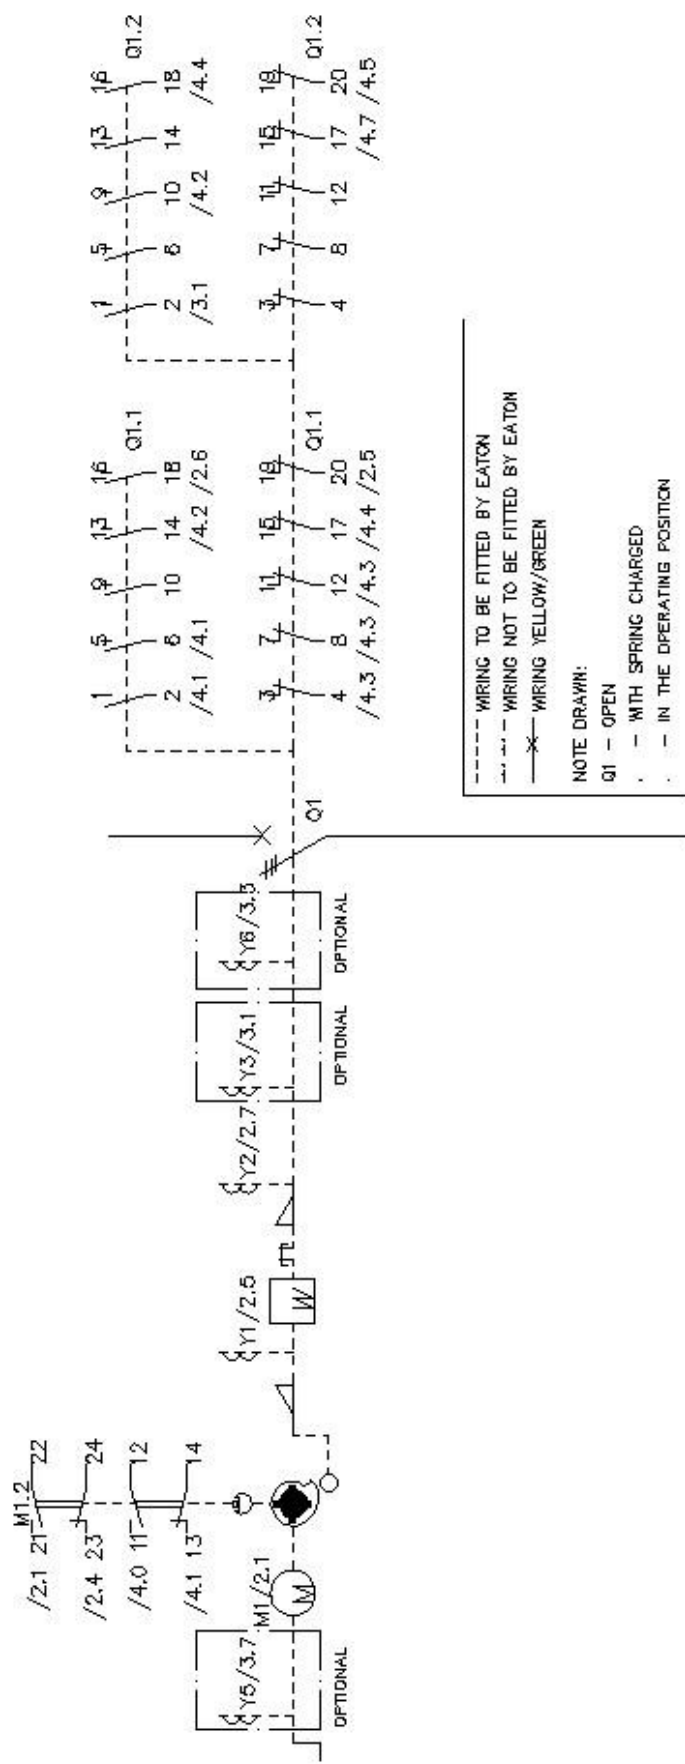 M1.2
/2.1 21 22
/2.4 23 24
/4.0 11 12
/4.1 13 14
Y5/3.7
OPTIONAL
M1/2.1
M
Y1/2.5
W
Y2/2.7
Y3/3.1
OPTIONAL
Y6/3.3
OPTIONAL
Q1
1 5 9 13 16
Q1.1
2 6 10 14 18
/4.1 /4.1 /4.2 /2.6
3 7 11 15 19
Q1.1
4 8 12 17 20
/4.3 /4.3 /4.3 /4.4 /2.5
1 5 9 13 16
Q1.2
2 6 10 14 18
/3.1 /4.2 /4.4
3 7 11 15 19
Q1.2
4 8 12 17 20
/4.7 /4.5
WIRING TO BE FITTED BY EATON
WIRING NOT TO BE FITTED BY EATON
WIRING YELLOW/GREEN
NOTE DRAWN:
Q1 - OPEN
. - WITH SPRING CHARGED
. - IN THE OPERATING POSITION